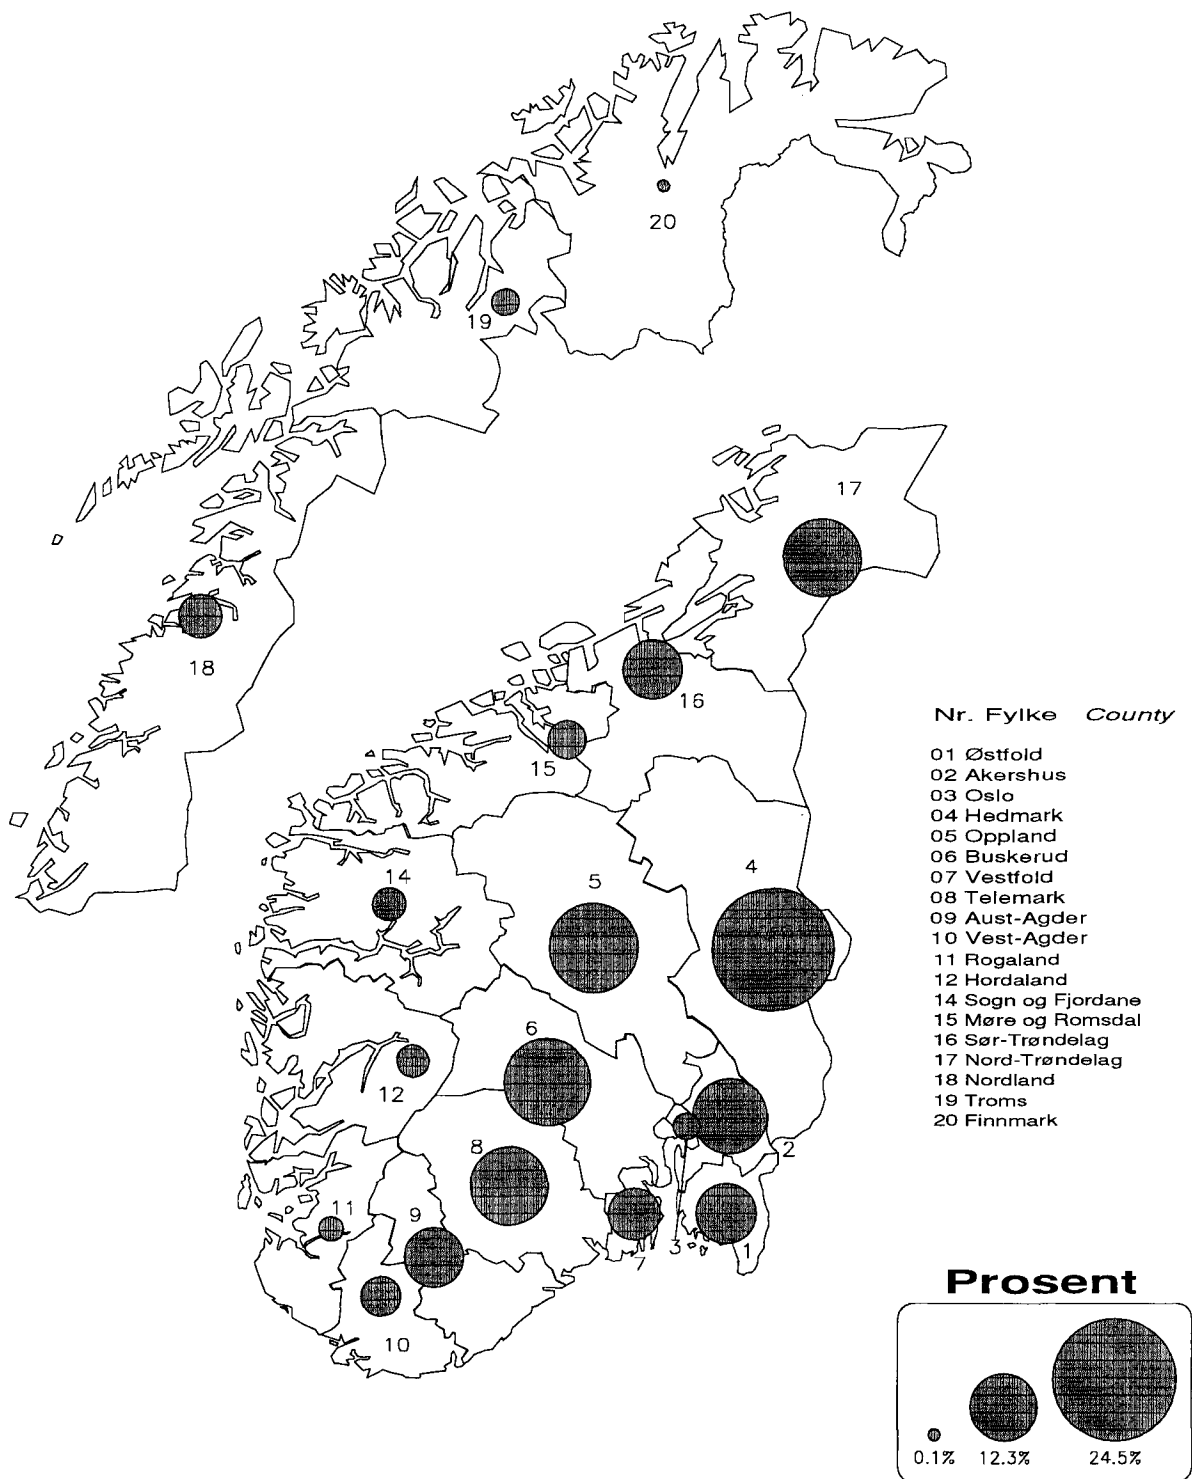 20
19
17
18
16
15
14
5
4
6
12
8
2
11
9
7
3
1
10
Nr. Fylke County
01 Østfold
02 Akershus
03 Oslo
04 Hedmark
05 Oppland
06 Buskerud
07 Vestfold
08 Telemark
09 Aust-Agder
10 Vest-Agder
11 Rogaland
12 Hordaland
14 Sogn og Fjordane
15 Møre og Romsdal
16 Sør-Trøndelag
17 Nord-Trøndelag
18 Nordland
19 Troms
20 Finnmark
Prosent
0.1% 12.3% 24.5%